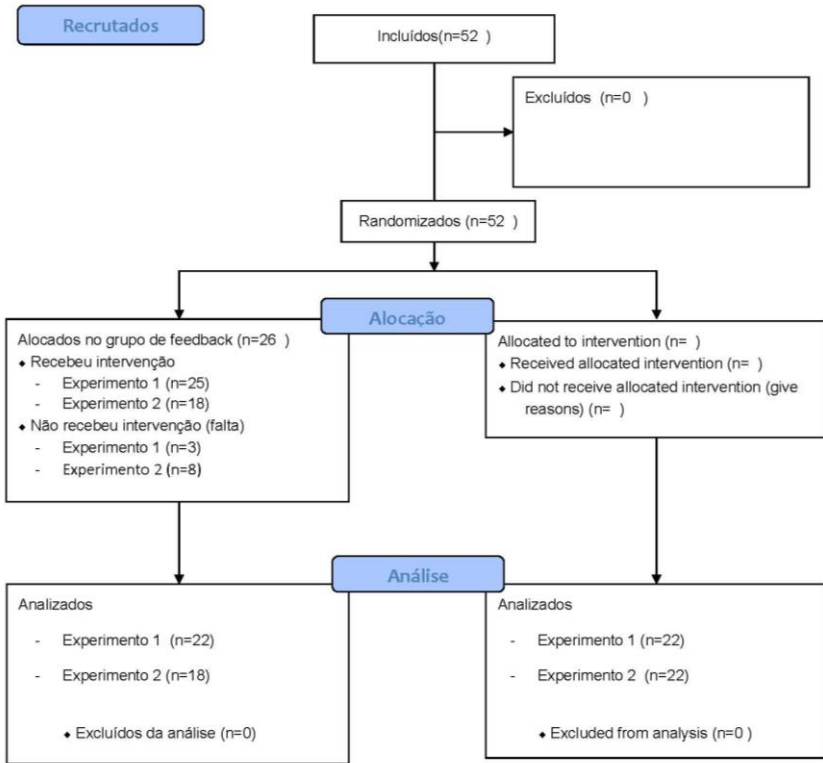 Recrutados
Incluídos(n=52 )
Excluídos (n=0 )
Randomizados (n=52 )
Alocação
Alocados no grupo de feedback (n=26 )
◆ Recebeu intervenção
- Experimento 1 (n=25)
- Experimento 2 (n=18)
◆ Não recebeu intervenção (falta)
- Experimento 1 (n=3)
- Experimento 2 (n=8)
Allocated to intervention (n= )
◆ Received allocated intervention (n= )
◆ Did not receive allocated intervention (give
reasons) (n= )
Análise
Analizados
- Experimento 1 (n=22)
- Experimento 2 (n=18)
◆ Excluídos da análise (n=0)
Analizados
- Experimento 1 (n=22)
- Experimento 2 (n=22)
◆ Excluded from analysis (n=0 )